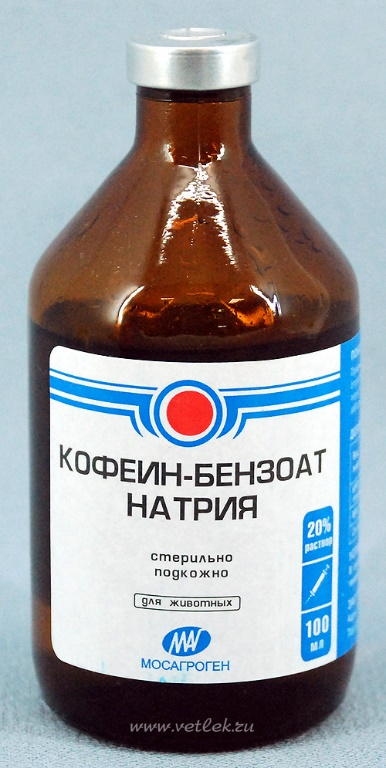 КОФЕИН-БЕНЗОАТ
НАТРИЯ
стерильно
подкожно
для животных
20%
раствор
100
мл
МОСАГРОГЕН
www.vetlek.ru